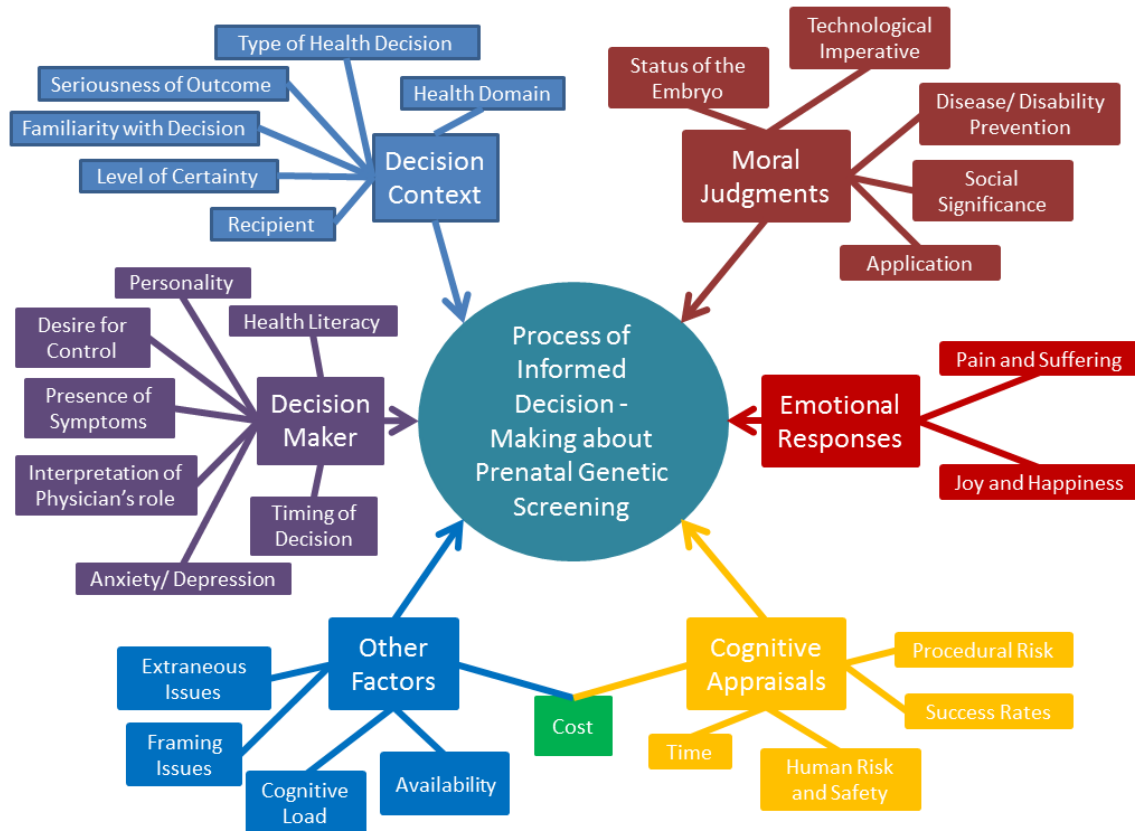 Type of Health Decision
Seriousness of Outcome
Health Domain
Familiarity with Decision
Level of Certainty
Recipient
Decision
Context
Technological
Imperative
Status of the
Embryo
Disease/ Disability
Prevention
Moral
Judgments
Social
Significance
Application
Personality
Health Literacy
Desire for
Control
Presence of
Symptoms
Decision
Maker
Interpretation of
Physician's role
Timing of
Decision
Anxiety/ Depression
Process of
Informed
Decision -
Making about
Prenatal Genetic
Screening
Pain and Suffering
Emotional
Responses
Joy and Happiness
Other
Factors
Extraneous
Issues
Framing
Issues
Cognitive
Load
Availability
Cost
Cognitive
Appraisals
Procedural Risk
Success Rates
Time
Human Risk
and Safety